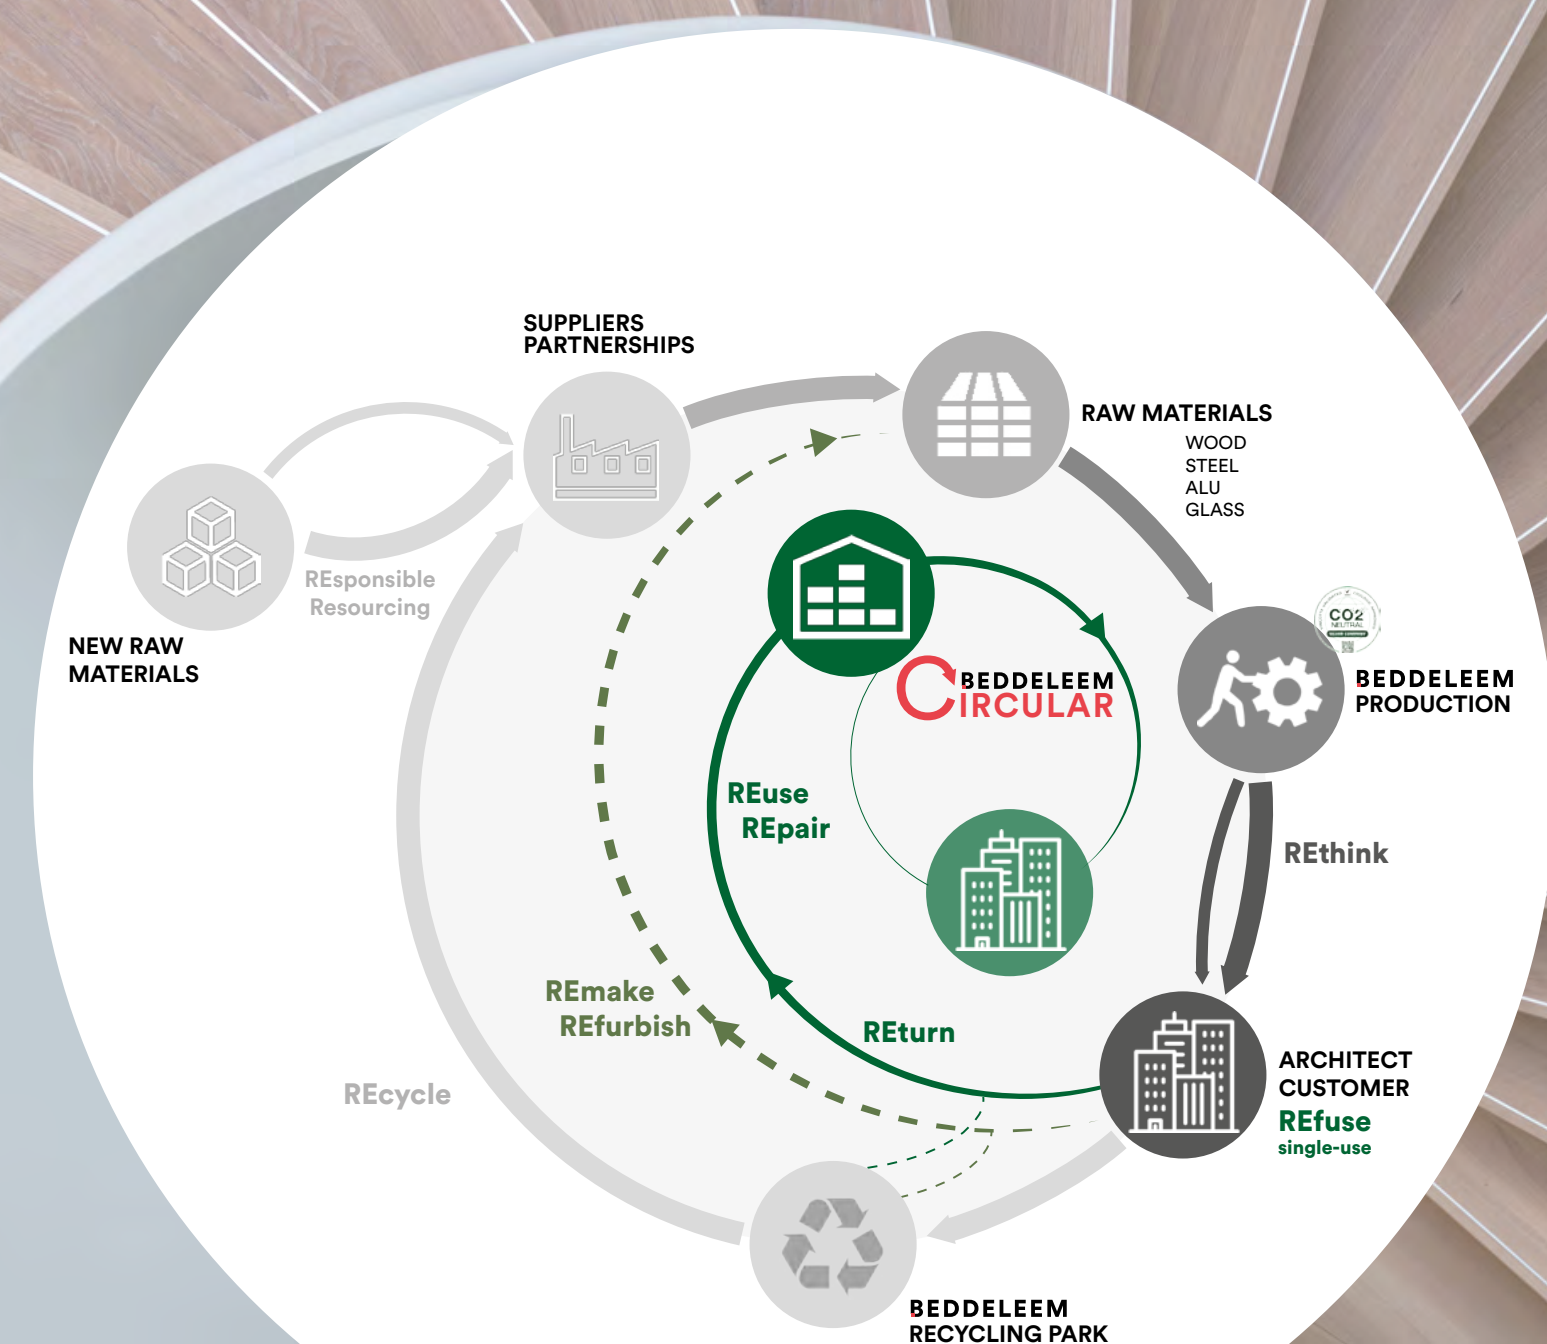 SUPPLIERS
PARTNERSHIPS
RAW MATERIALS
WOOD
STEEL
ALU
GLASS
REsponsible
Resourcing
NEW RAW
MATERIALS
CO2
NEUTRAL
BEDDELEEM
PRODUCTION
BEDDELEEM
CIRCULAR
REuse
REpair
REthink
REmake
REfurbish
REturn
REcycle
ARCHITECT
CUSTOMER
REfuse
single-use
BEDDELEEM
RECYCLING PARK